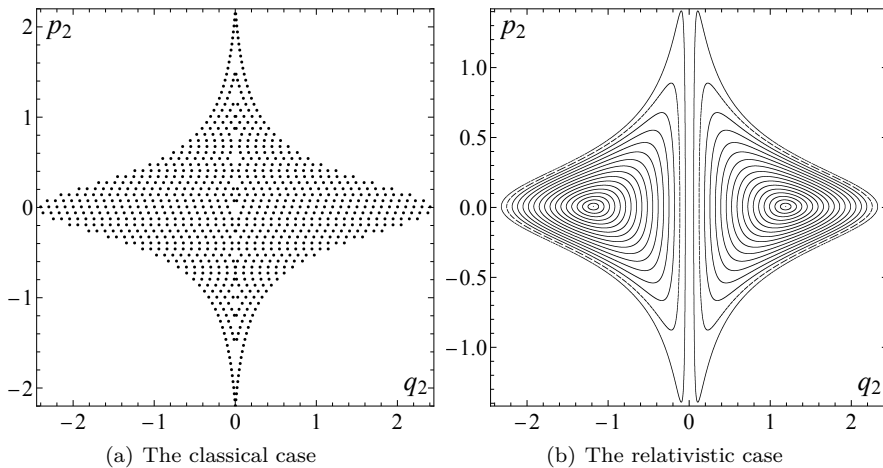 p₂
2
1
0
−1
−2
q₂
−2 −1 0 1 2
(a) The classical case
p₂
1.0
0.5
0.0
−0.5
−1.0
q₂
−2 −1 0 1 2
(b) The relativistic case